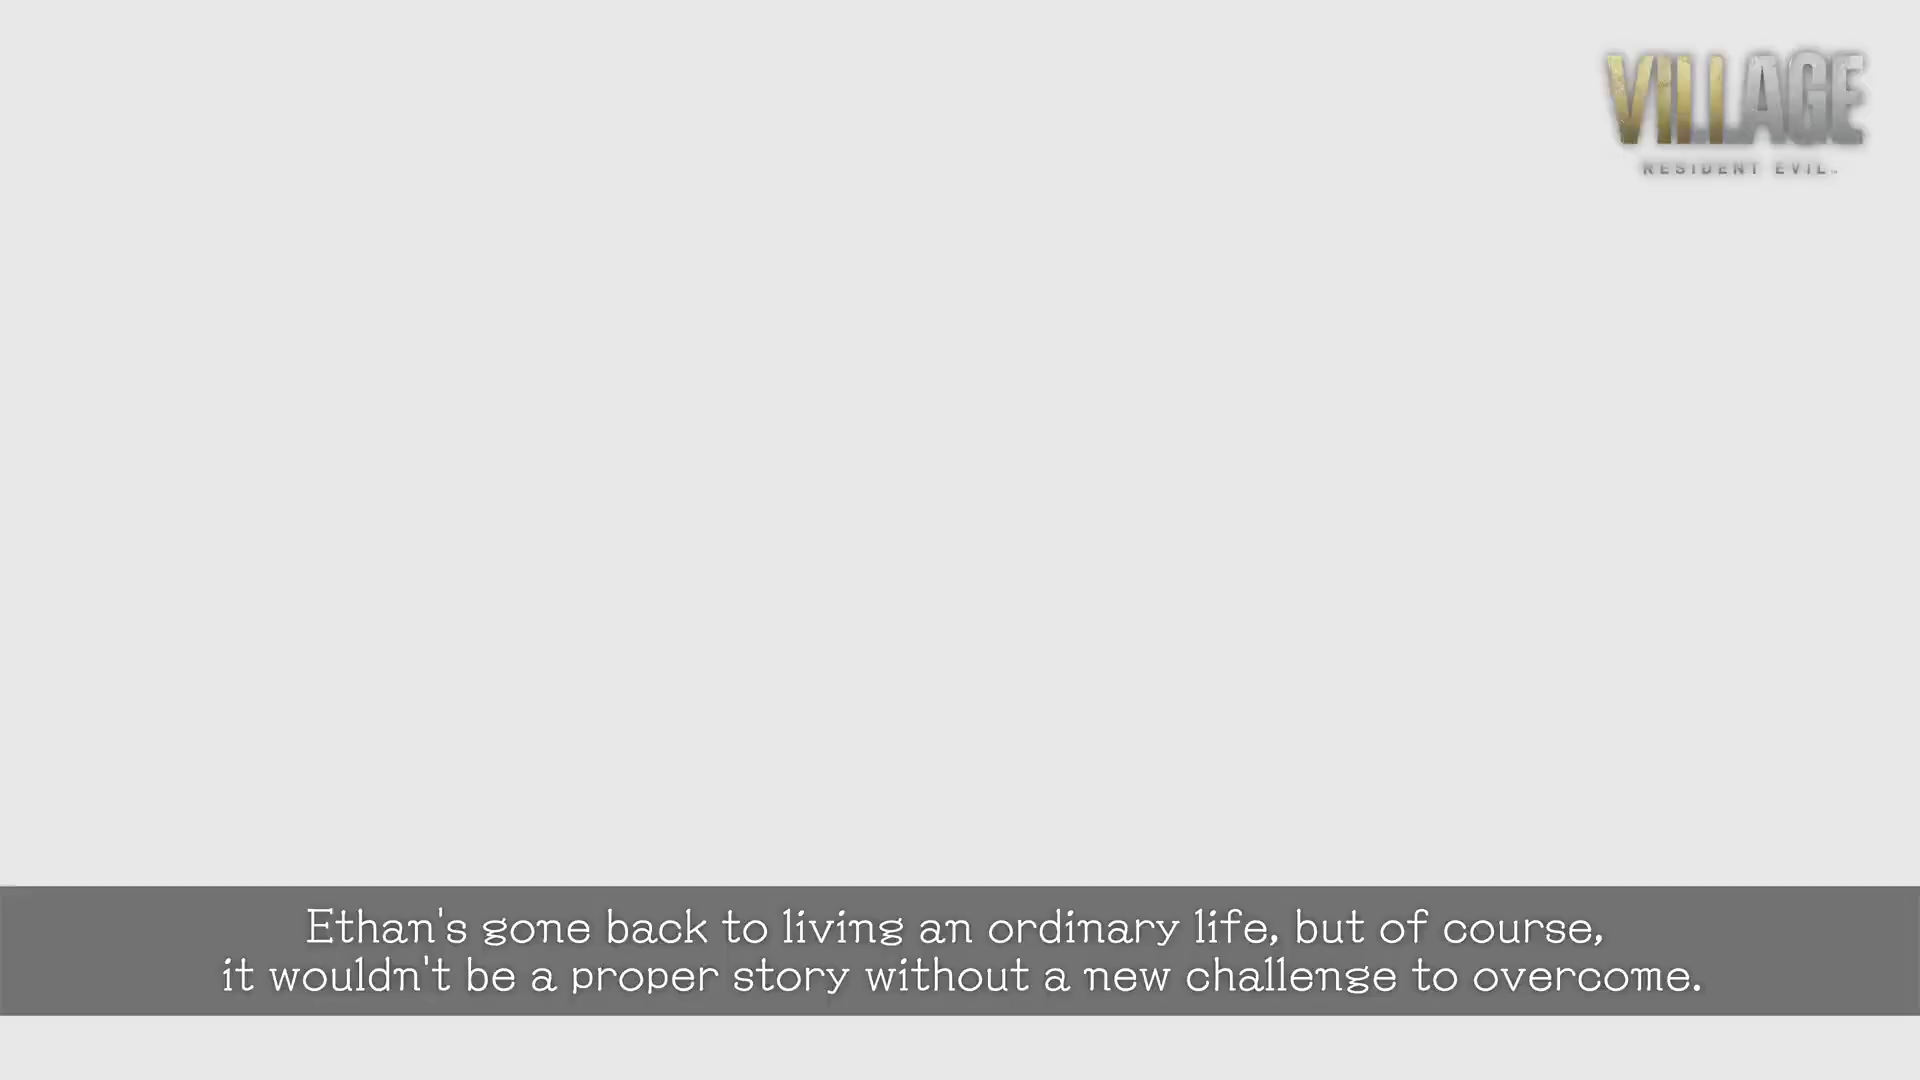 VILLAGE
RESIDENT EVIL™
Ethan's gone back to living an ordinary life, but of course,
it wouldn't be a proper story without a new challenge to overcome.